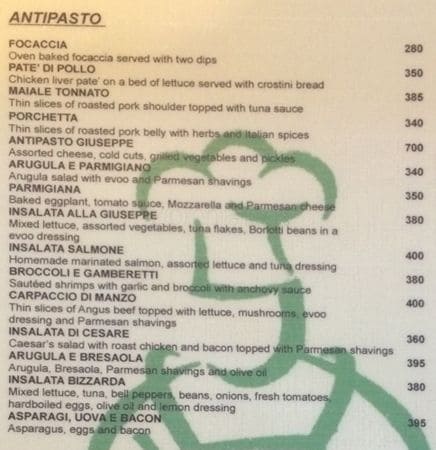 ANTIPASTO
FOCACCIA 280
Oven baked focaccia served with two dips
PATE' DI POLLO 350
Chicken liver pate' on a bed of lettuce served with crostini bread
MAIALE TONNATO 385
Thin slices of roasted pork shoulder topped with tuna sauce
PORCHETTA 340
Thin slices of roasted pork belly with herbs and Italian spices
ANTIPASTO GIUSEPPE 700
Assorted cheese, cold cuts, grilled vegetables and pickles
ARUGULA E PARMIGIANO 340
Arugula salad with evoo and Parmesan shavings
PARMIGIANA 350
Baked eggplant, tomato sauce, Mozzarella and Parmesan cheese
INSALATA ALLA GIUSEPPE 380
Mixed lettuce, assorted vegetables, tuna flakes, Borlotti beans in a
evoo dressing
INSALATA SALMONE 400
Homemade marinated salmon, assorted lettuce and tuna dressing
BROCCOLI E GAMBERETTI 380
Sautéed shrimps with garlic and broccoli with anchovy sauce
CARPACCIO DI MANZO 400
Thin slices of Angus beef topped with lettuce, mushrooms, evoo
dressing and Parmesan shavings
INSALATA DI CESARE 360
Caesar's salad with roast chicken and bacon topped with Parmesan shavings
ARUGULA E BRESAOLA 395
Arugula, Bresaola, Parmesan shavings and olive oil
INSALATA BIZZARDA 380
Mixed lettuce, tuna, bell peppers, beans, onions, fresh tomatoes,
hardboiled eggs, olive oil and lemon dressing
ASPARAGI, UOVA E BACON 395
Asparagus, eggs and bacon